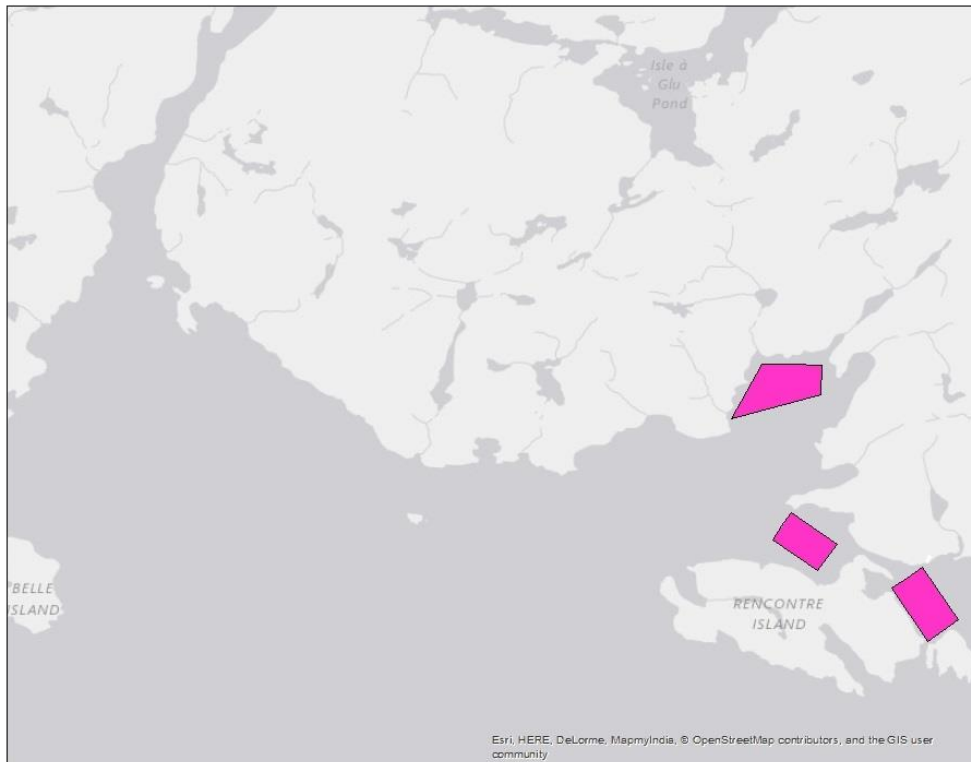 Isle à
Glu
Pond
BELLE
ISLAND
RENCONTRE
ISLAND
Esri, HERE, DeLorme, MapmyIndia, © OpenStreetMap contributors, and the GIS user
community